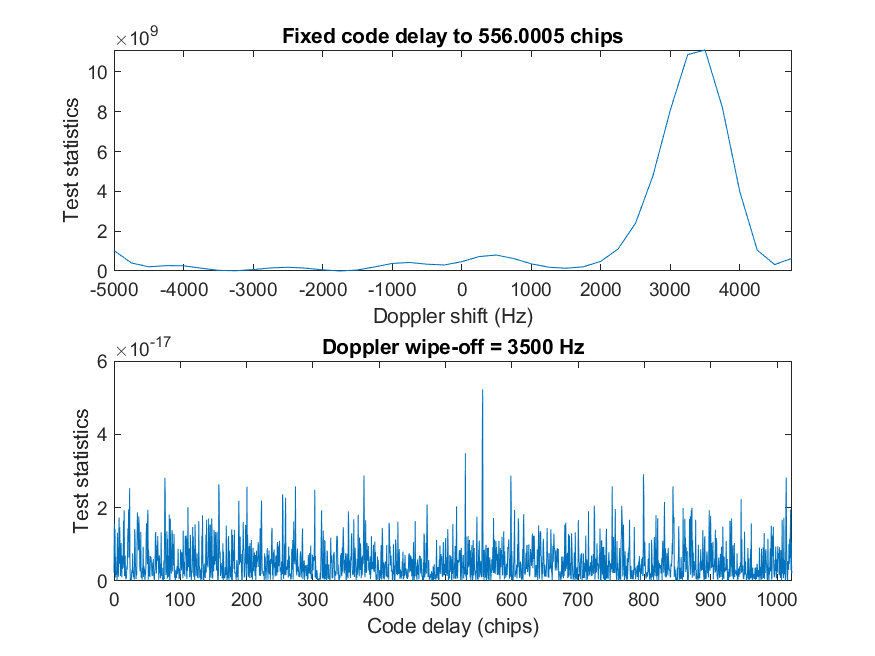 ×10^9
Fixed code delay to 556.0005 chips
10
8
6
4
2
0
Test statistics
-5000 -4000 -3000 -2000 -1000 0 1000 2000 3000 4000
Doppler shift (Hz)
×10^-17
Doppler wipe-off = 3500 Hz
6
4
2
0
Test statistics
0 100 200 300 400 500 600 700 800 900 1000
Code delay (chips)